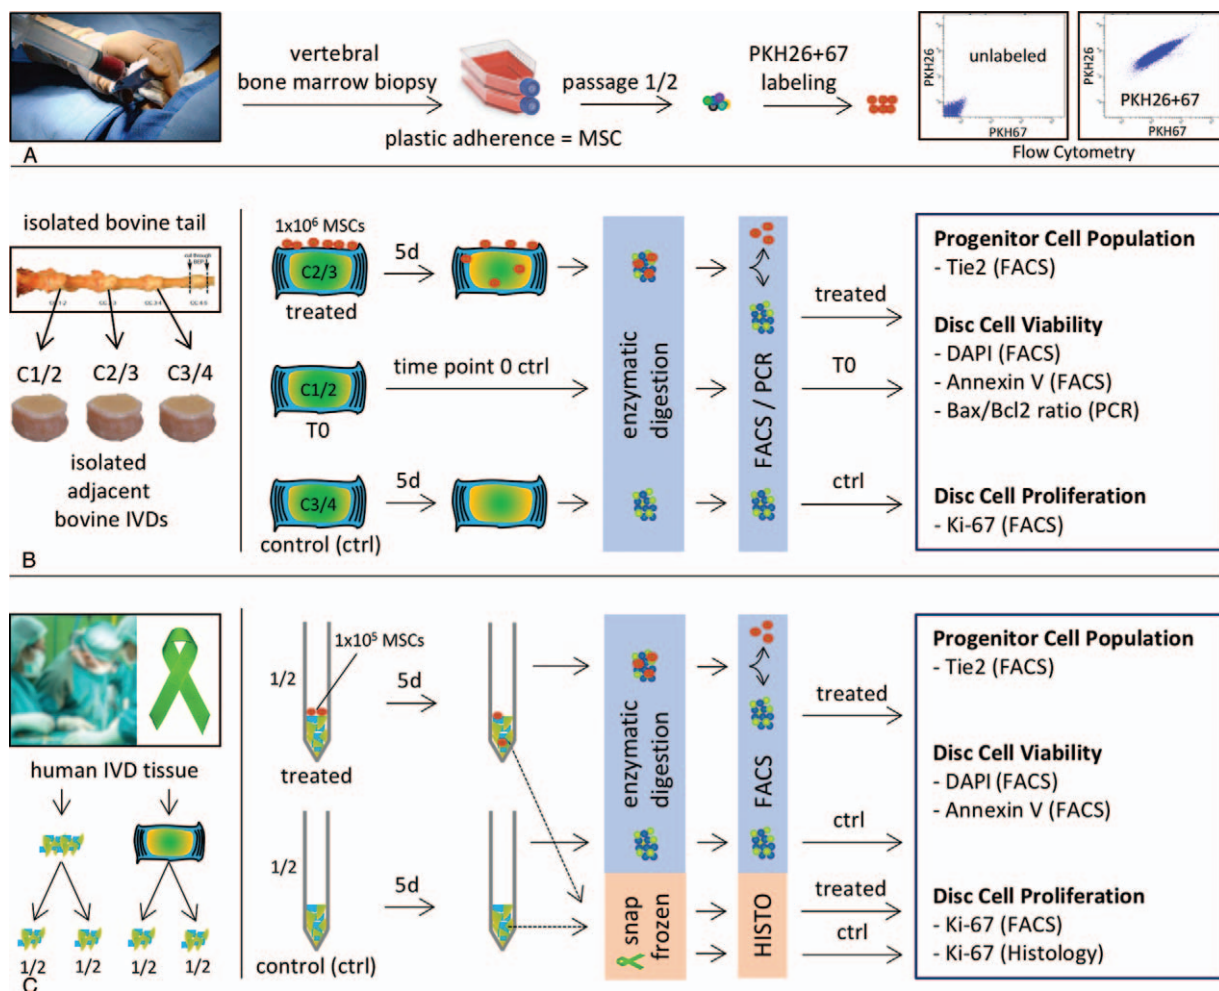 vertebral
bone marrow biopsy
plastic adherence = MSC
passage 1/2
PKH26+67
labeling
PKH26
unlabeled
PKH67
PKH26
PKH26+67
PKH67
Flow Cytometry
A
isolated bovine tail
C1/2
C2/3
C3/4
isolated
adjacent
bovine IVDs
1x10⁶ MSCs
C2/3
treated
5d
C1/2
T0
time point 0 ctrl
C3/4
control (ctrl)
5d
enzymatic
digestion
FACS / PCR
treated
T0
ctrl
Progenitor Cell Population
- Tie2 (FACS)
Disc Cell Viability
- DAPI (FACS)
- Annexin V (FACS)
- Bax/Bcl2 ratio (PCR)
Disc Cell Proliferation
- Ki-67 (FACS)
B
human IVD tissue
1/2
1/2
1/2
1/2
1x10⁵ MSCs
1/2
treated
5d
1/2
control (ctrl)
5d
enzymatic
digestion
snap
frozen
FACS
HISTO
treated
ctrl
treated
ctrl
Progenitor Cell Population
- Tie2 (FACS)
Disc Cell Viability
- DAPI (FACS)
- Annexin V (FACS)
Disc Cell Proliferation
- Ki-67 (FACS)
- Ki-67 (Histology)
C